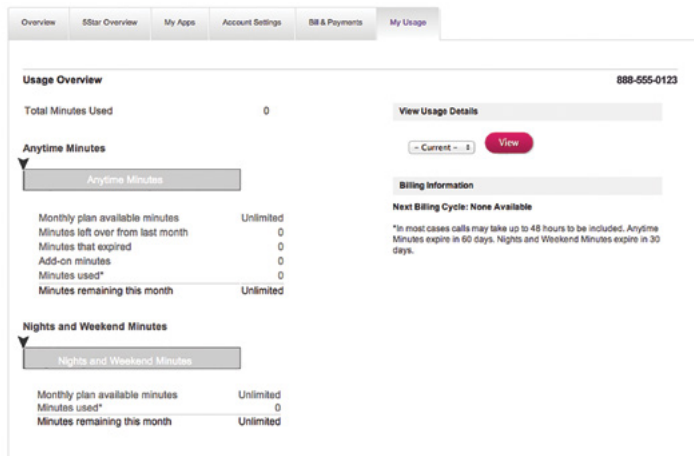 Overview
5Star Overview
My Apps
Account Settings
Bill & Payments
My Usage
Usage Overview
888-555-0123
Total Minutes Used 0
Anytime Minutes
Anytime Minutes
Monthly plan available minutes Unlimited
Minutes left over from last month 0
Minutes that expired 0
Add-on minutes 0
Minutes used* 0
Minutes remaining this month Unlimited
Nights and Weekend Minutes
Nights and Weekend Minutes
Monthly plan available minutes Unlimited
Minutes used* 0
Minutes remaining this month Unlimited
View Usage Details
- Current -
View
Billing Information
Next Billing Cycle: None Available
*In most cases calls may take up to 48 hours to be included. Anytime
Minutes expire in 60 days. Nights and Weekend Minutes expire in 30
days.